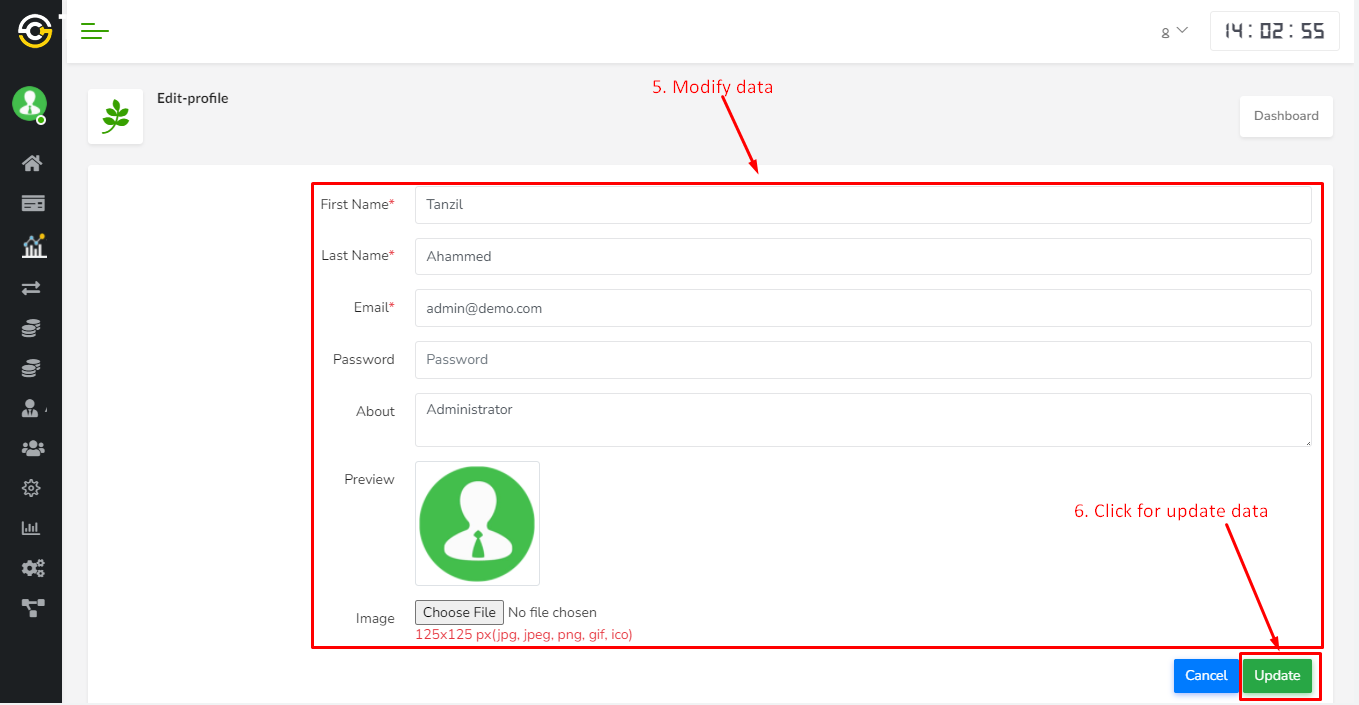 14:02:55
5. Modify data
Edit-profile
Dashboard
First Name* Tanzil
Last Name* Ahammed
Email* admin@demo.com
Password Password
About Administrator
Preview
6. Click for update data
Image Choose File No file chosen
125x125 px(jpg, jpeg, png, gif, ico)
Cancel Update